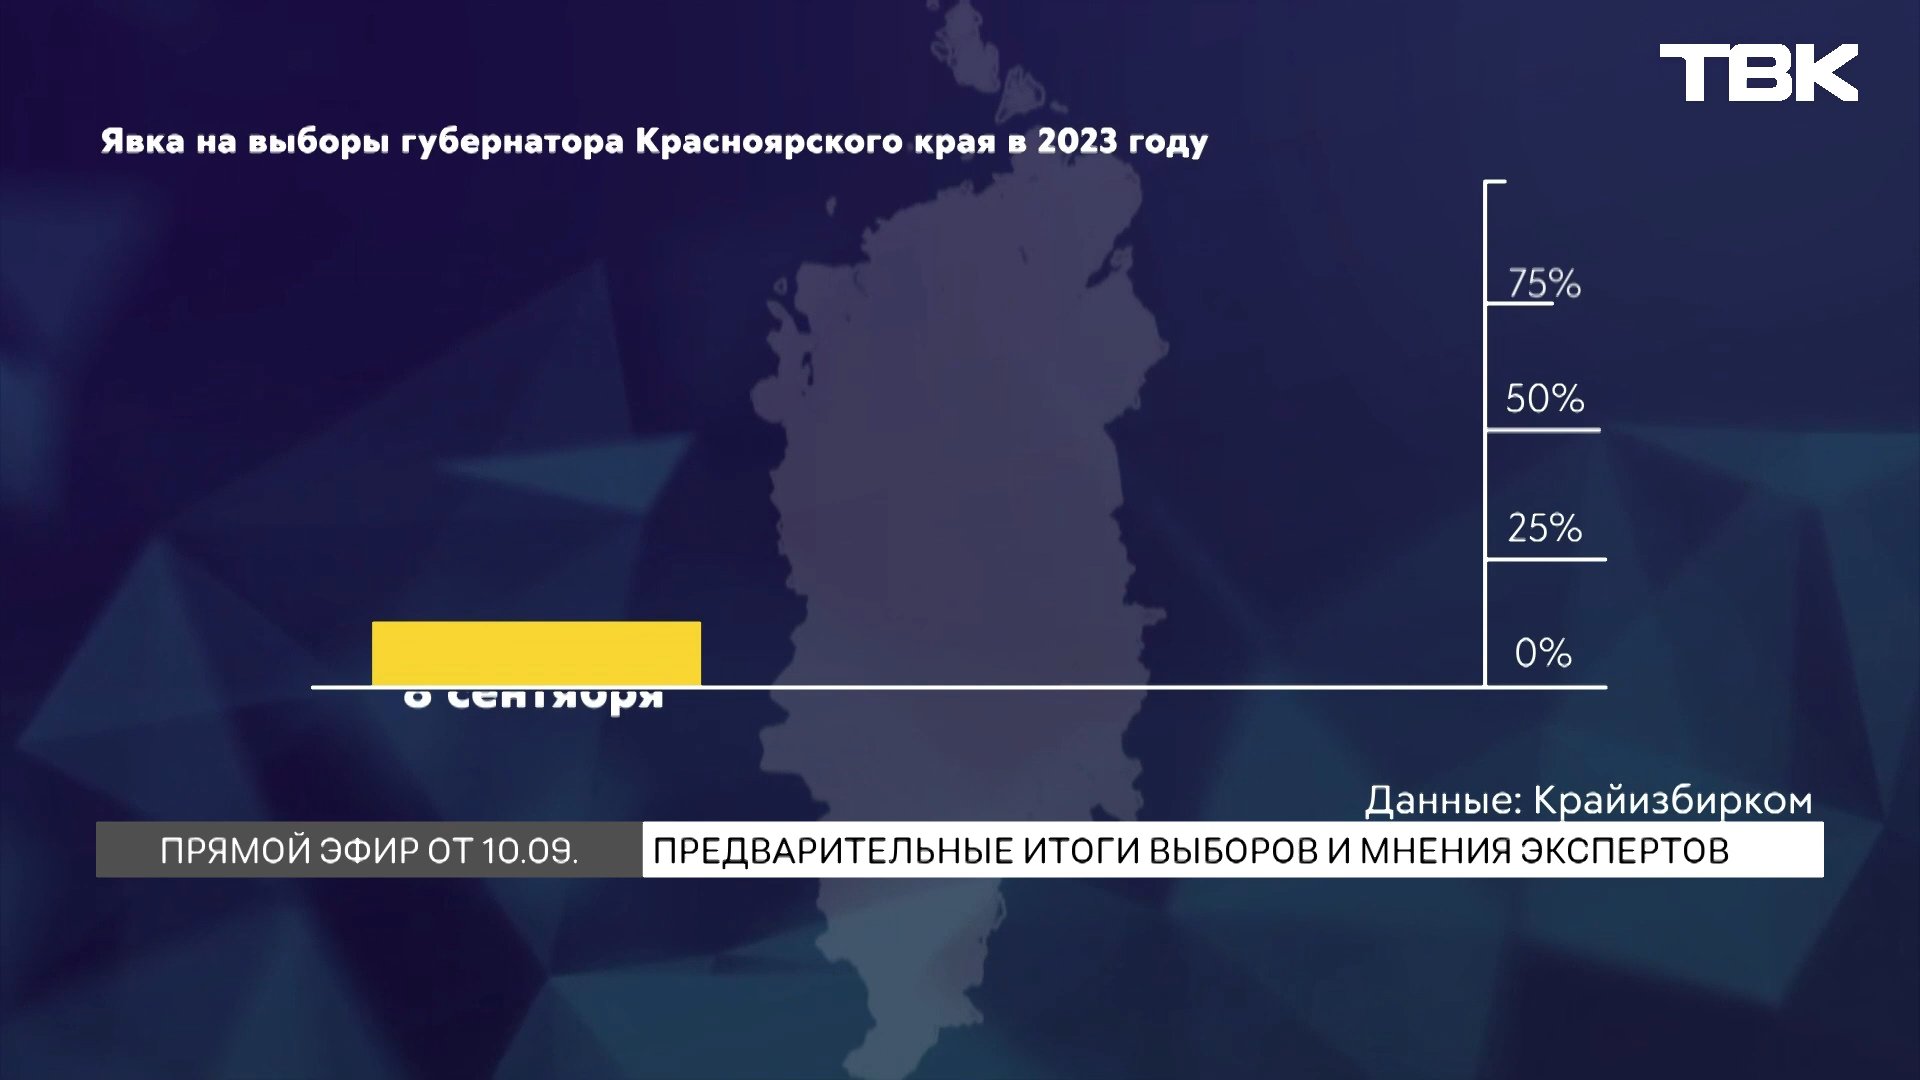 ТВК
Явка на выборы губернатора Красноярского края в 2023 году
75%
50%
25%
0%
8 сентября
Данные: Крайизбирком
ПРЯМОЙ ЭФИР ОТ 10.09.
ПРЕДВАРИТЕЛЬНЫЕ ИТОГИ ВЫБОРОВ И МНЕНИЯ ЭКСПЕРТОВ